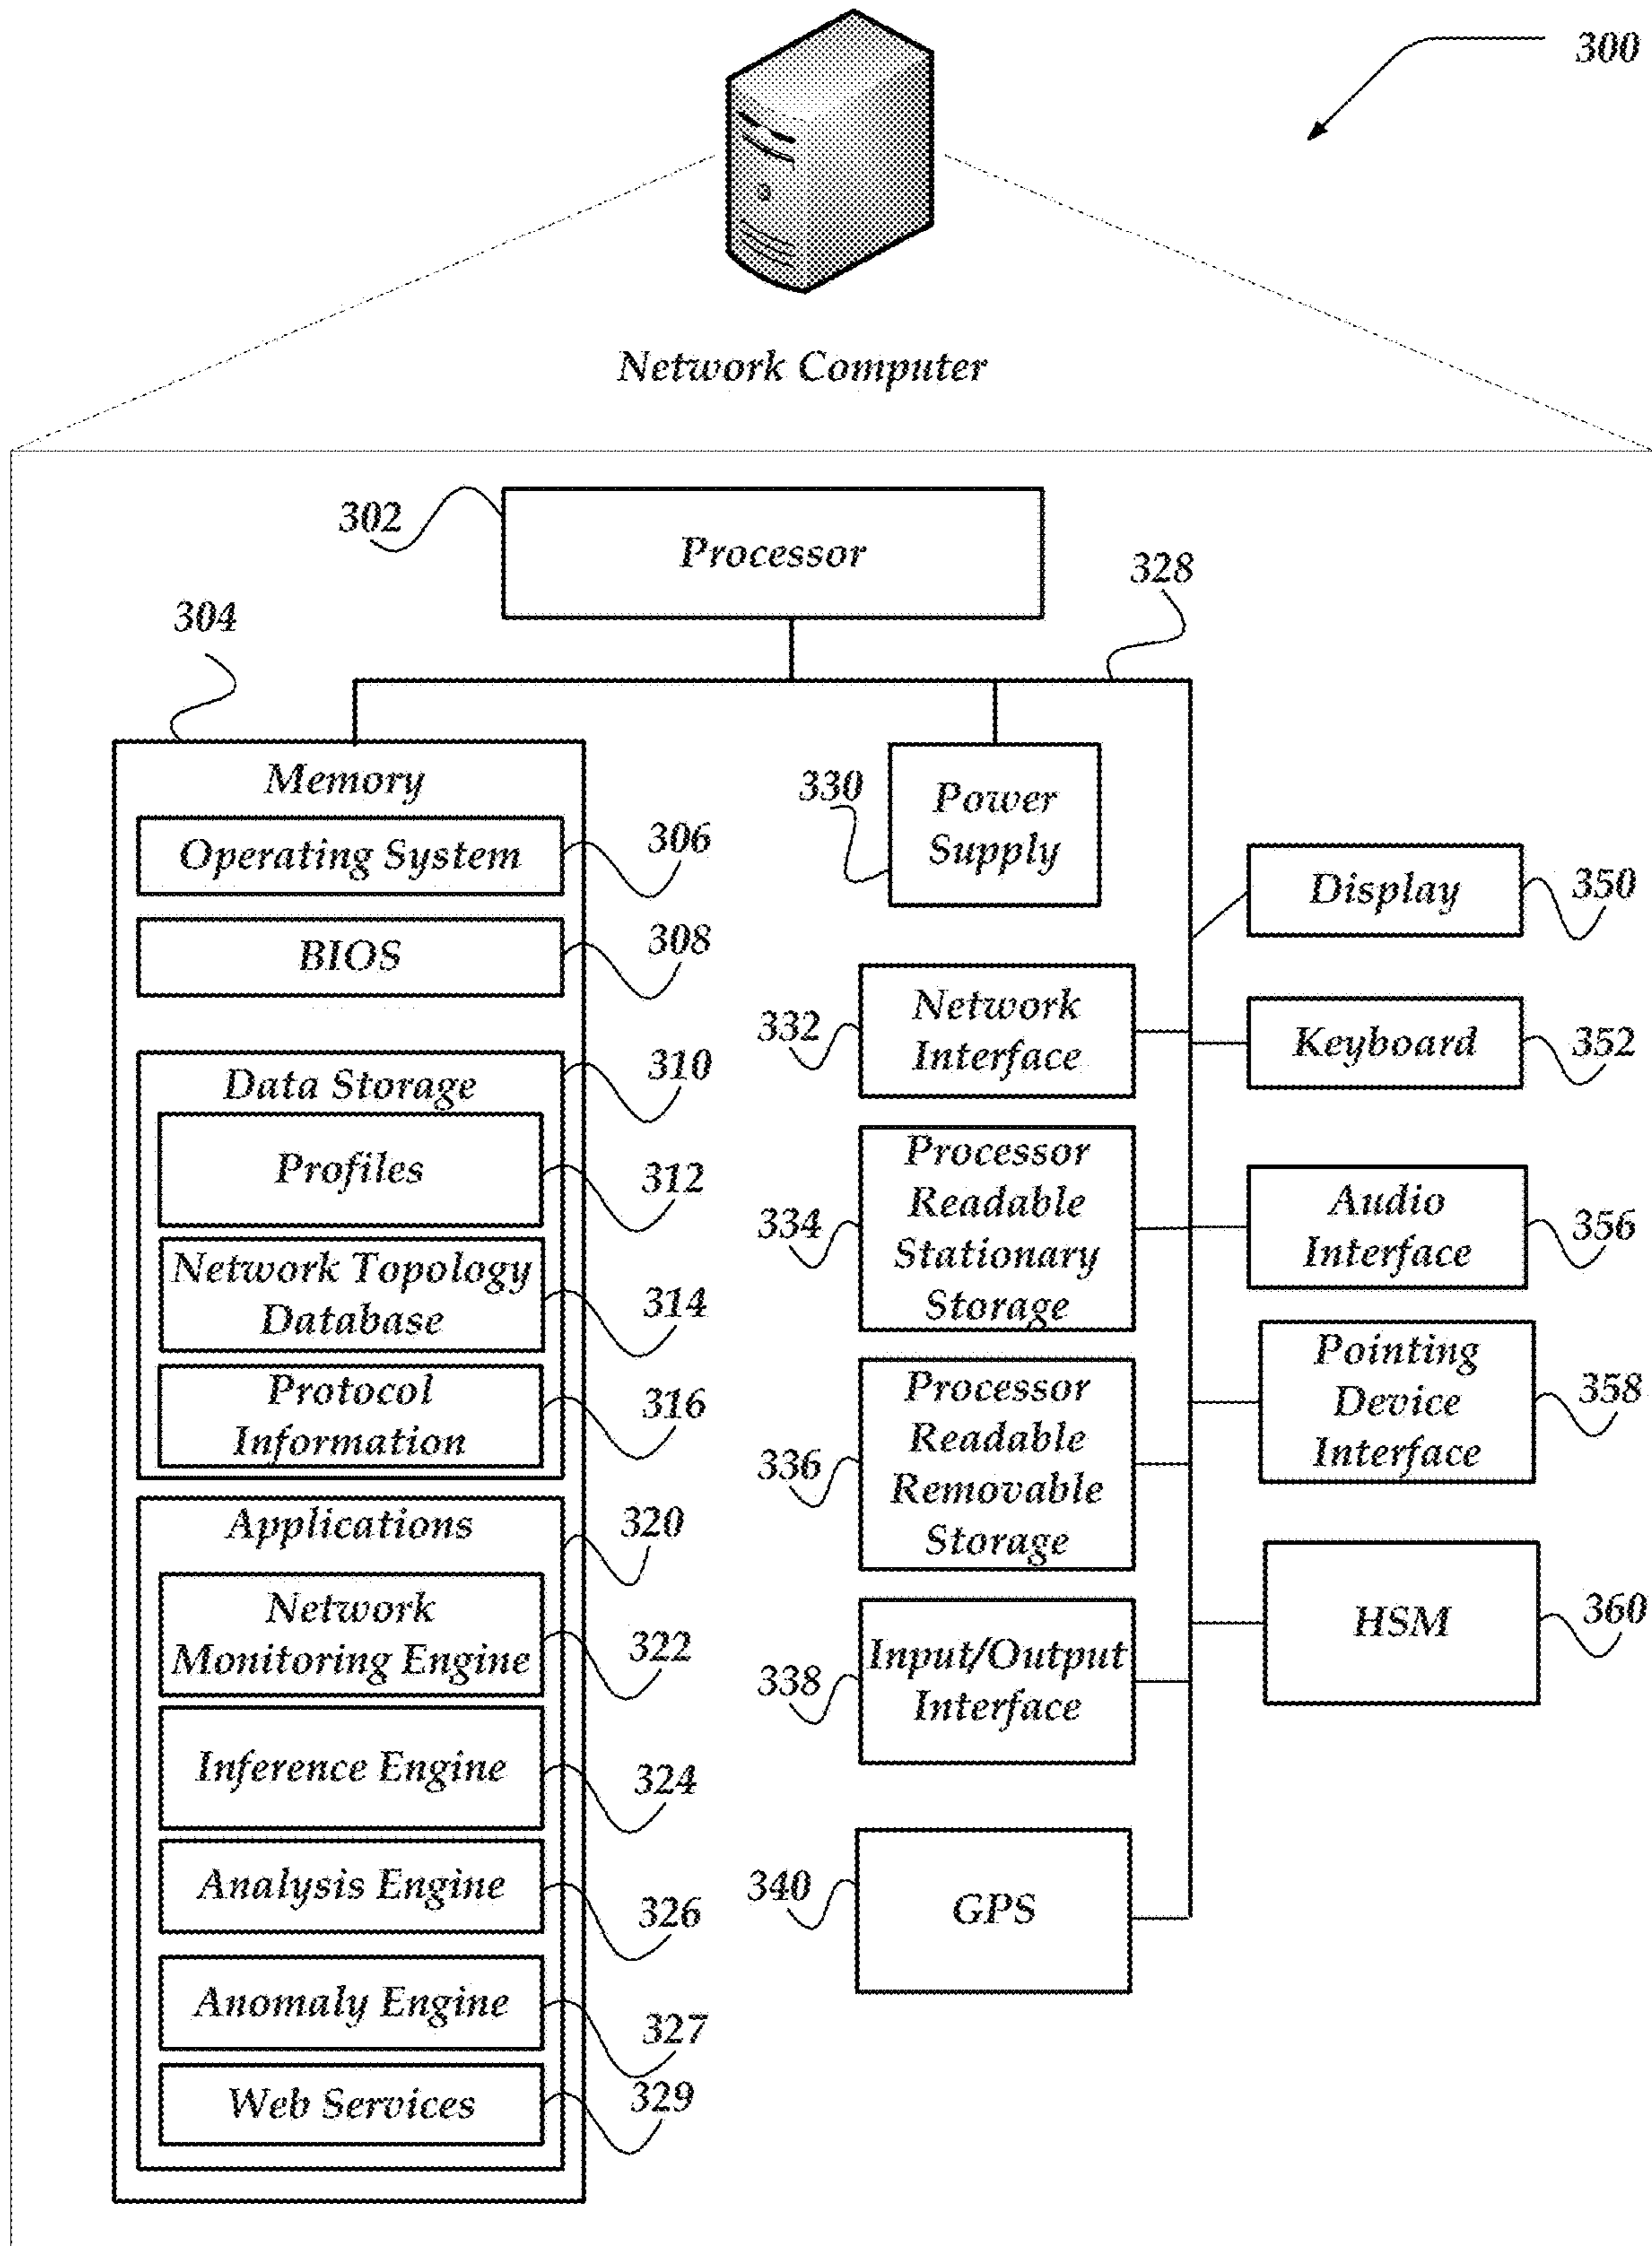 300
Network Computer
302
Processor
328
304
Memory
Operating System
306
BIOS
308
Data Storage
310
Profiles
312
Network Topology
Database
314
Protocol
Information
316
Applications
320
Network
Monitoring Engine
322
Inference Engine
324
Analysis Engine
326
Anomaly Engine
327
Web Services
329
330
Power
Supply
332
Network
Interface
334
Processor
Readable
Stationary
Storage
336
Processor
Readable
Removable
Storage
338
Input/Output
Interface
340
GPS
Display
350
Keyboard
352
Audio
Interface
356
Pointing
Device
Interface
358
HSM
360